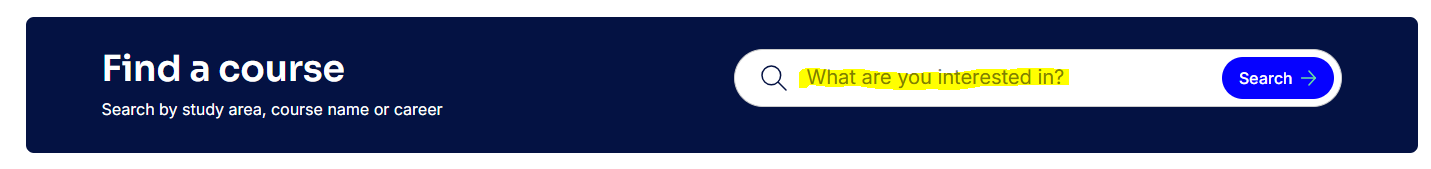 Find a course
Search by study area, course name or career
What are you interested in?
Search